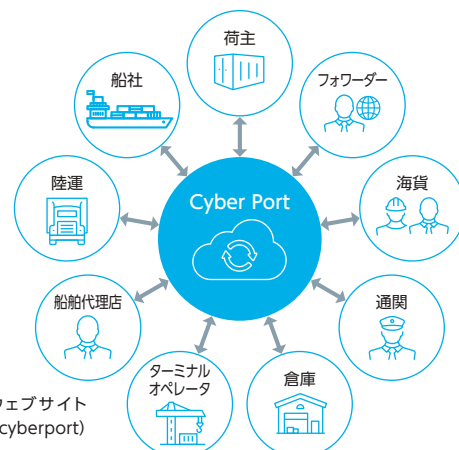 荷主
船社
フォワーダー
Cyber Port
陸運
海貨
船舶代理店
通関
ターミナル
オペレータ
倉庫
ウェブサイト
cyberport)